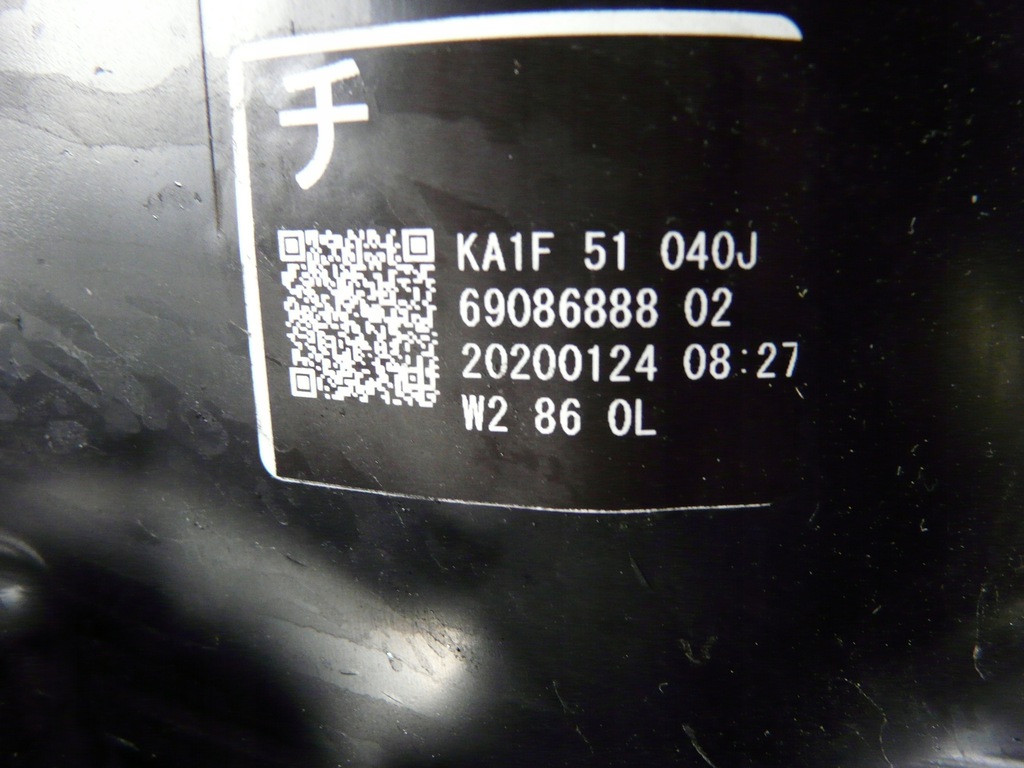 チ
KA1F 51 040J
69086888 02
20200124 08:27
W2 86 0L